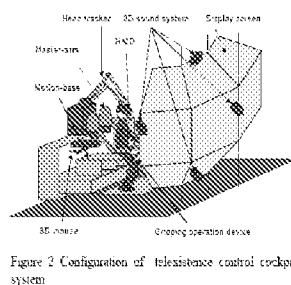 Head tracker
3D sound system
Display screen
Master-arm
HMD
Motion-base
3D mouse
Gripping operation device
Figure 2 Configuration of telexistence control cockp
system